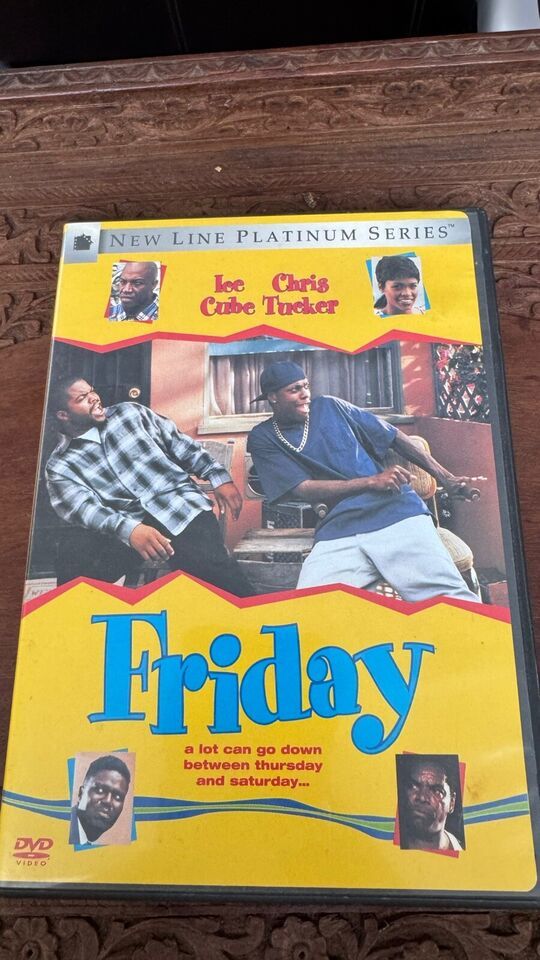 NEW LINE PLATINUM SERIES™
Ice Chris
Cube Tucker
Friday
a lot can go down
between thursday
and saturday...
DVD
VIDEO